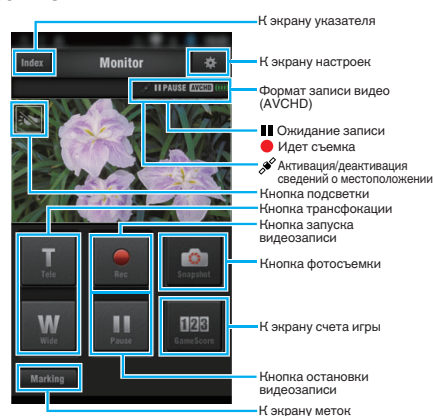 К экрану указателя
Index
Monitor
К экрану настроек
PAUSE AVCHD
Формат записи видео
(AVCHD)
Ожидание записи
Идет съемка
Активация/деактивация
сведений о местоположении
Кнопка подсветки
Кнопка трансфокации
Кнопка запуска
видеозаписи
T
Tele
Rec
Snapshot
Кнопка фотосъемки
W
Wide
Pause
123
GameScore
К экрану счета игры
Marking
Кнопка остановки
видеозаписи
К экрану меток